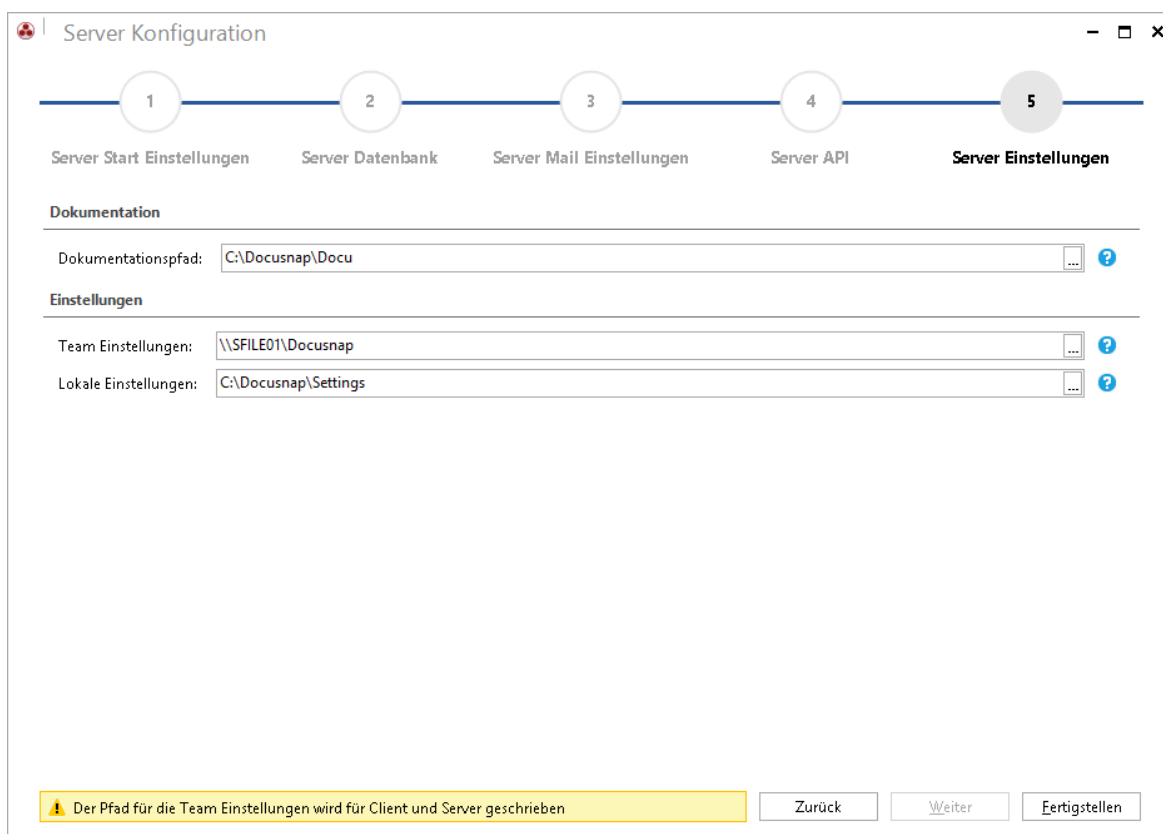 Server Konfiguration
1 2 3 4 5
Server Start Einstellungen Server Datenbank Server Mail Einstellungen Server API Server Einstellungen
Dokumentation
Dokumentationspfad: C:\Docusnap\Docu ... ?
Einstellungen
Team Einstellungen: \\SFILE01\Docusnap ... ?
Lokale Einstellungen: C:\Docusnap\Settings ... ?
Der Pfad für die Team Einstellungen wird für Client und Server geschrieben Zurück Weiter Fertigstellen